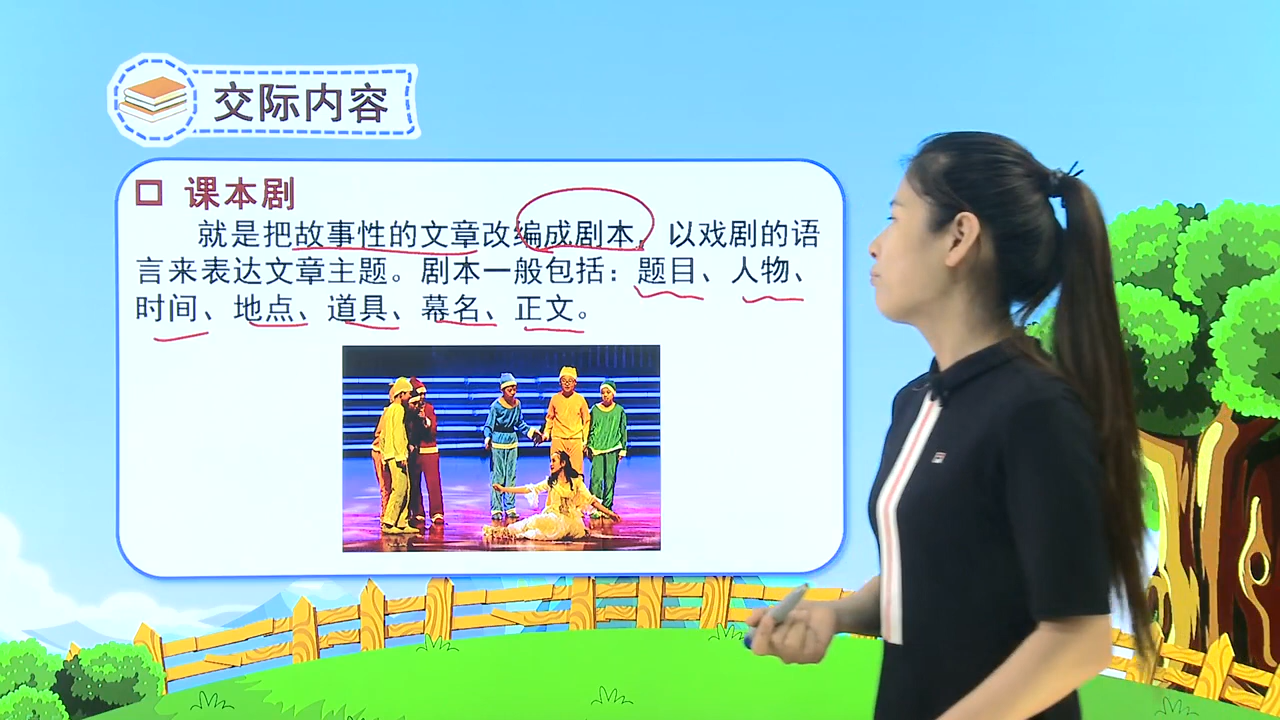 交际内容
课本剧
就是把故事性的文章改编成剧本，以戏剧的语
言来表达文章主题。剧本一般包括：题目、人物、
时间、地点、道具、幕名、正文。